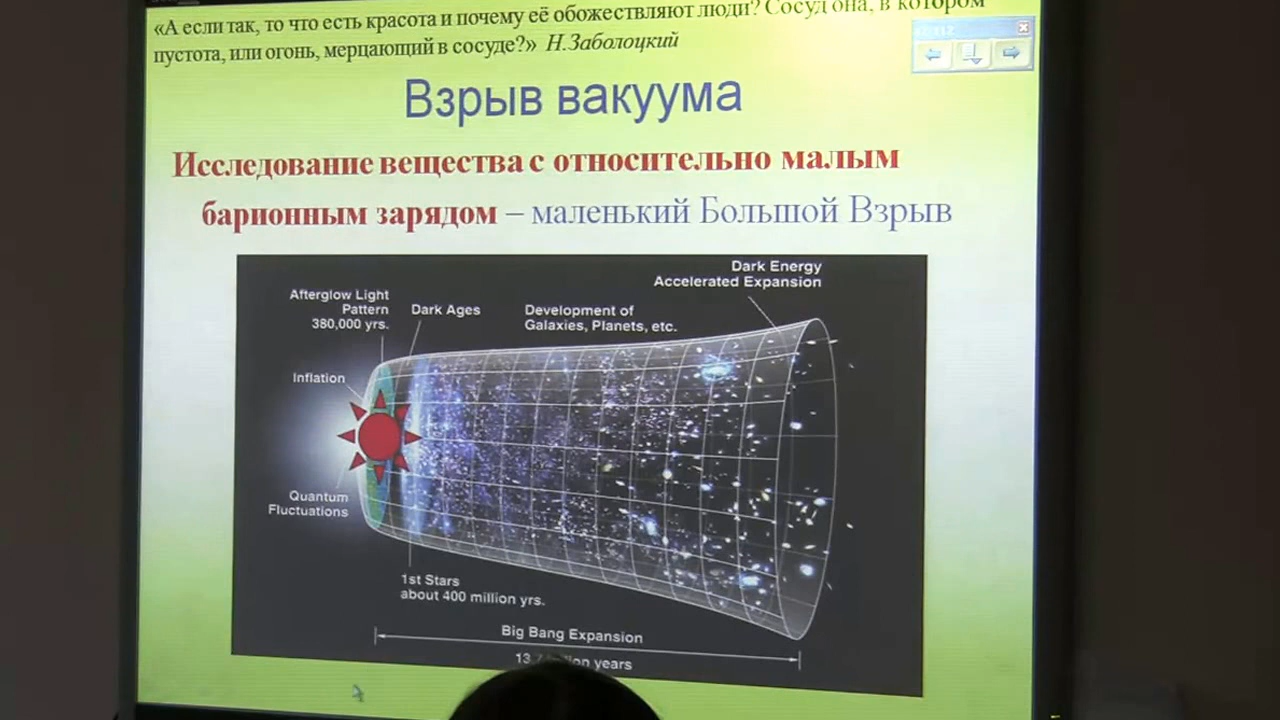 «А если так, то что есть красота и почему её обожествляют люди? Сосуд она, в котором
пустота, или огонь, мерцающий в сосуде?» Н.Заболоцкий
Взрыв вакуума
Исследование вещества с относительно малым
барионным зарядом – маленький Большой Взрыв
Dark Energy
Accelerated Expansion
Afterglow Light
Pattern
380,000 yrs.
Dark Ages
Development of
Galaxies, Planets, etc.
Inflation
Quantum
Fluctuations
1st Stars
about 400 million yrs.
Big Bang Expansion
years